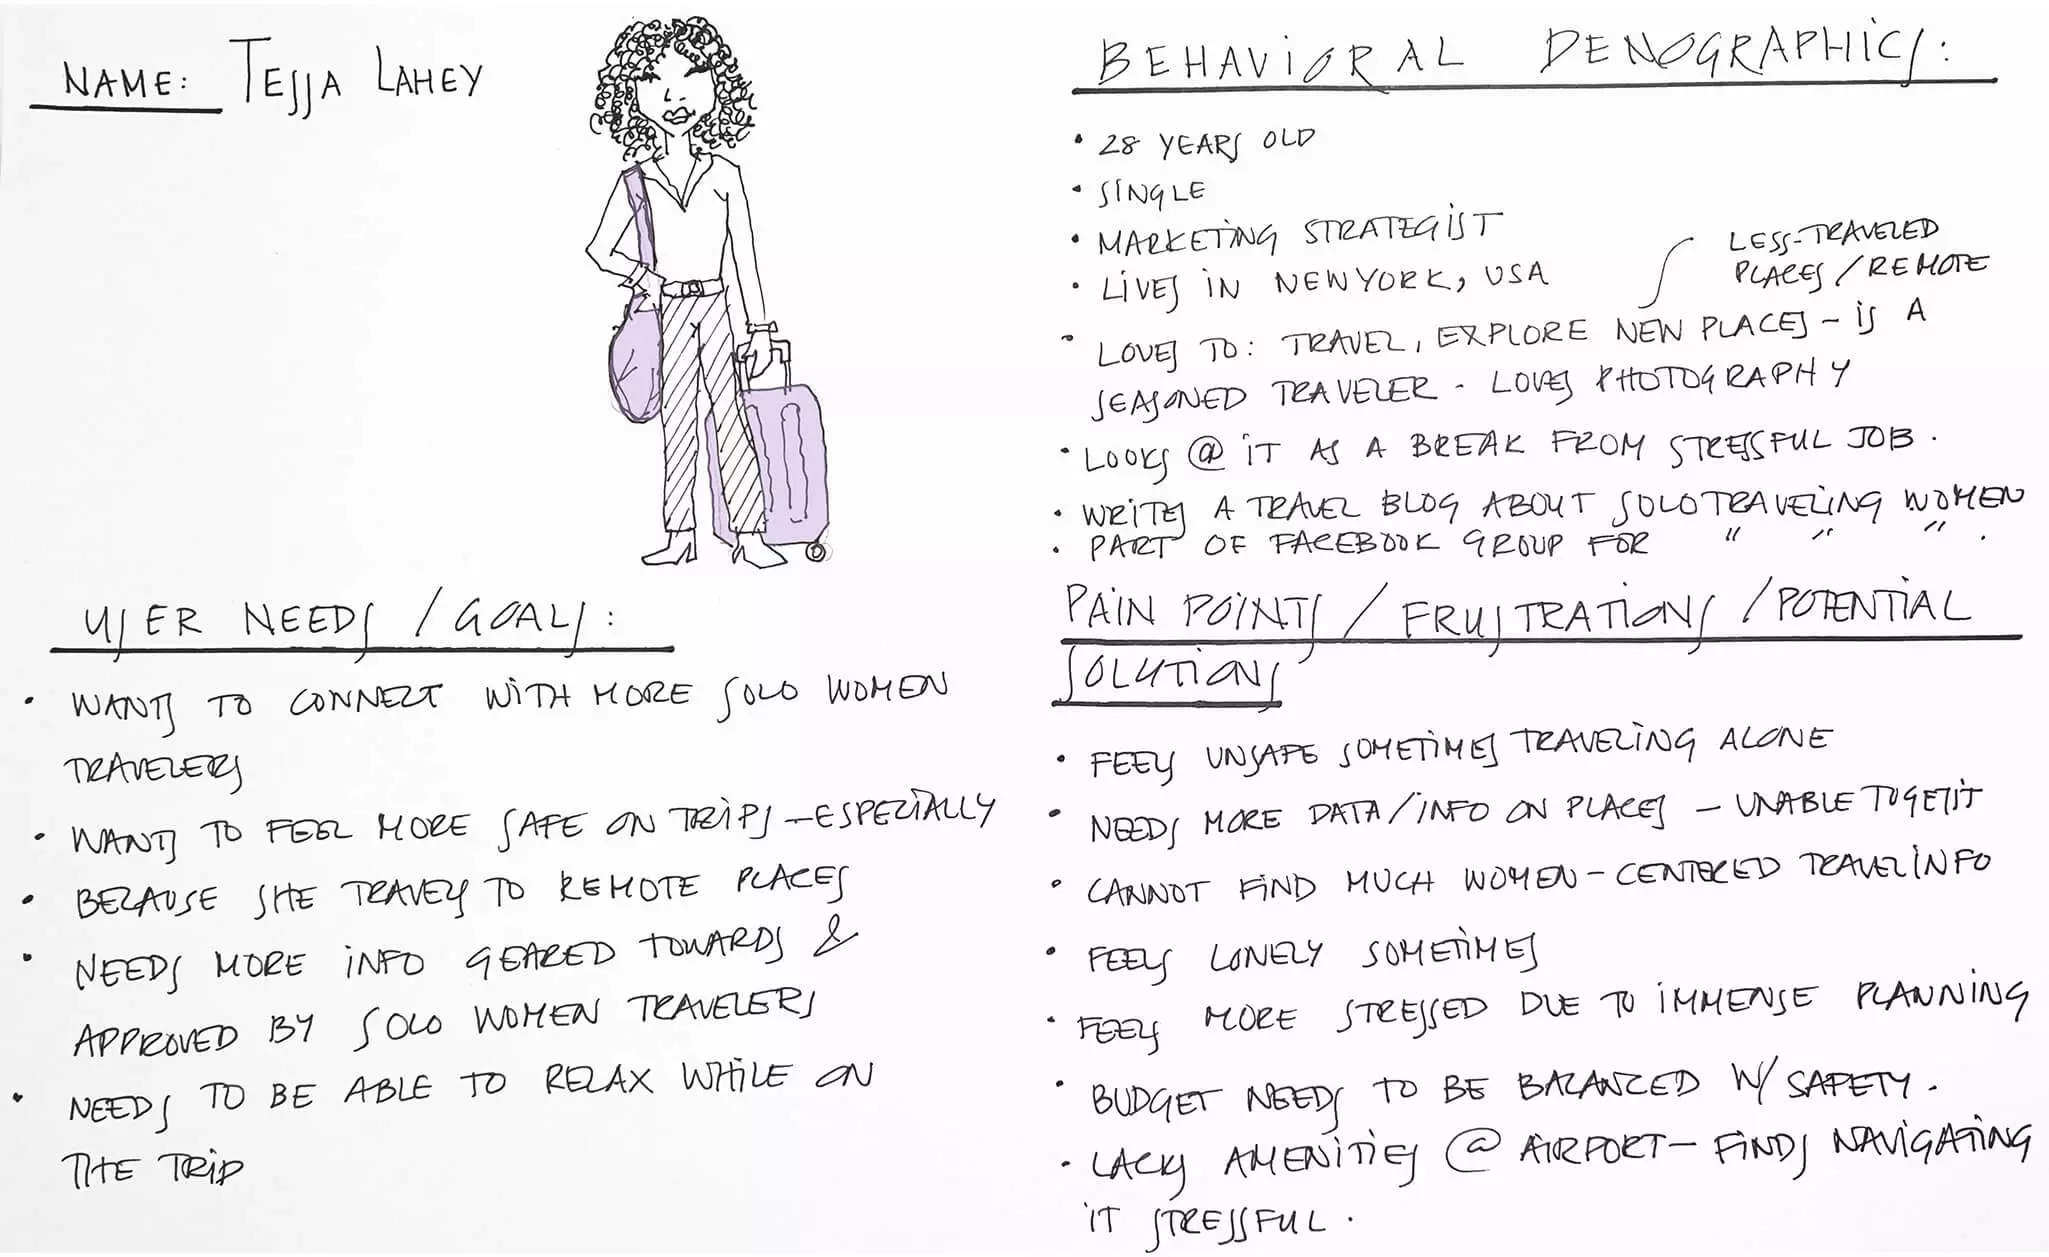 NAME: TESSA LAHEY
BEHAVIORAL DEMOGRAPHICS:
• 28 YEARS OLD
• SINGLE
• MARKETING STRATEGIST
• LIVES IN NEWYORK, USA
LESS-TRAVELED
PLACES/REMOTE
• LOVES TO: TRAVEL, EXPLORE NEW PLACES - IS A
SEASONED TRAVELER - LOVES PHOTOGRAPHY
• LOOKS @ IT AS A BREAK FROM STRESSFUL JOB.
• WRITES A TRAVEL BLOG ABOUT SOLO TRAVELING WOMEN
• PART OF FACEBOOK GROUP FOR " " ".
USER NEEDS/GOALS:
• WANTS TO CONNECT WITH MORE SOLO WOMEN
TRAVELERS
• WANTS TO FEEL MORE SAFE ON TRIPS - ESPECIALLY
• BECAUSE SHE TRAVELS TO REMOTE PLACES
• NEEDS MORE INFO GEARED TOWARDS &
APPROVED BY SOLO WOMEN TRAVELERS
• NEEDS TO BE ABLE TO RELAX WHILE ON
THE TRIP
PAIN POINTS/FRUSTRATIONS/POTENTIAL
SOLUTIONS
• FEELS UNSAFE SOMETIMES TRAVELING ALONE
• NEEDS MORE DATA/INFO ON PLACES - UNABLE TO GET IT
• CANNOT FIND MUCH WOMEN-CENTERED TRAVEL INFO
• FEELS LONELY SOMETIMES
• FEELS MORE STRESSED DUE TO IMMENSE PLANNING
• BUDGET NEEDS TO BE BALANCED W/ SAFETY.
• LACKS AMENITIES @ AIRPORT - FINDS NAVIGATING
IT STRESSFUL.